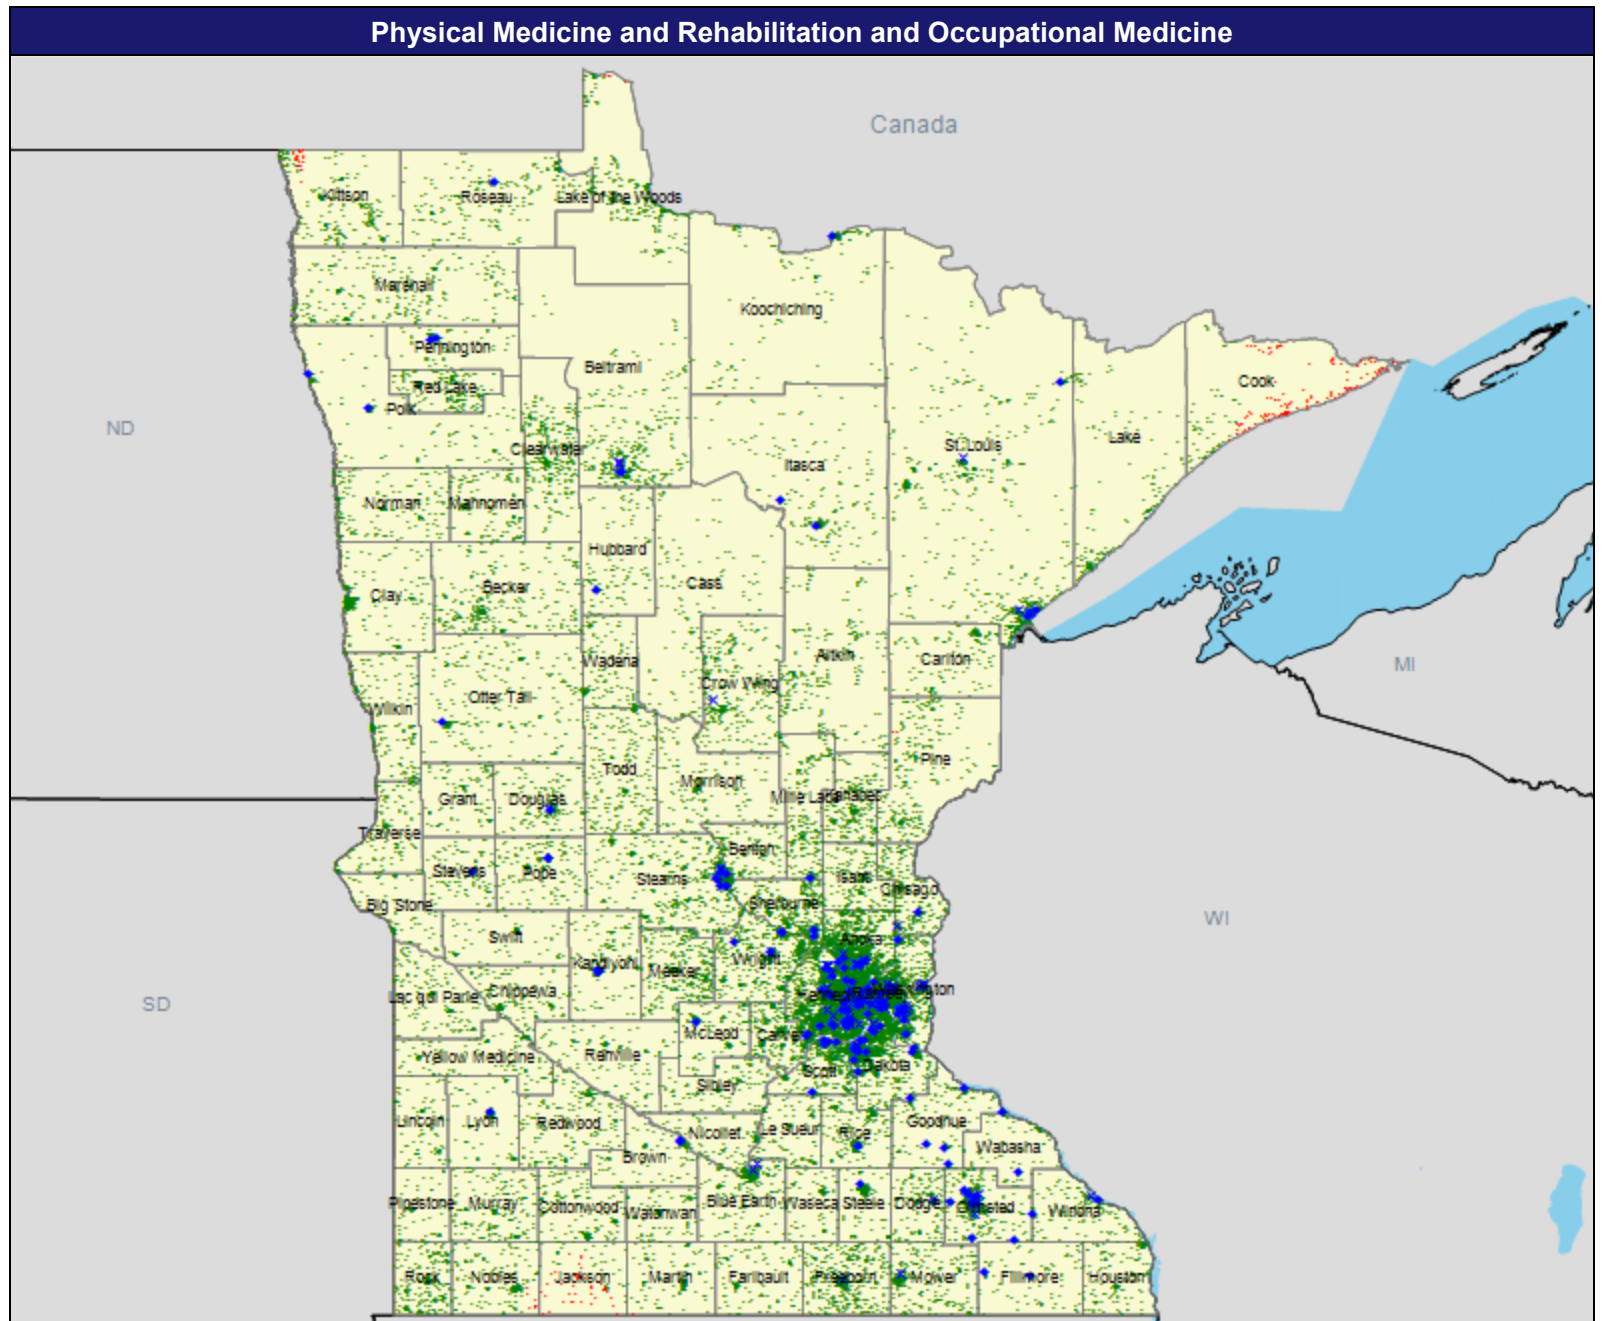 Physical Medicine and Rehabilitation and Occupational Medicine
Canada
Kittson
Roseau
Lake of the Woods
Marshall
Koochiching
Pennington
Beltrami
Red Lake
Cook
Polk
ND
Lake
St. Louis
Clearwater
Itasca
Norman
Mahnomen
Hubbard
Cass
Becker
Clay
Aitkin
Carlton
Wadena
MI
Crow Wing
Otter Tail
Wilkin
Pine
Todd
Morrison
Grant
Douglas
Mille Lacs
Kanabec
Traverse
Benton
Stevens
Pope
Stearns
Isanti
Chisago
Big Stone
Sherburne
WI
Swift
Anoka
Wright
Kandiyohi
Meeker
Chippewa
Lac qui Parle
Hennepin
Ramsey
Washington
SD
McLeod
Carver
Renville
Yellow Medicine
Scott
Dakota
Sibley
Lincoln
Lyon
Redwood
Goodhue
Nicollet
Le Sueur
Rice
Wabasha
Brown
Pipestone
Murray
Cottonwood
Watonwan
Blue Earth
Waseca
Steele
Dodge
Olmsted
Winona
Rock
Nobles
Jackson
Martin
Faribault
Freeborn
Mower
Fillmore
Houston